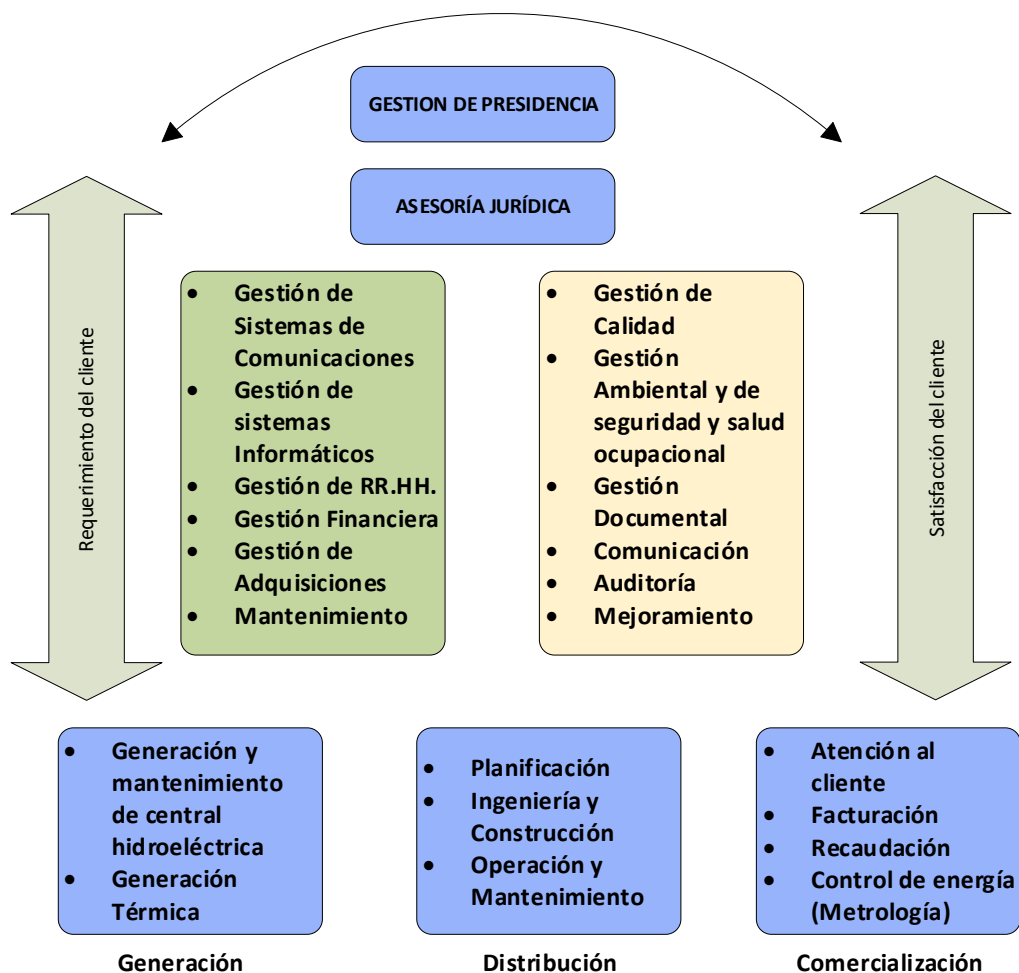 GESTION DE PRESIDENCIA
ASESORÍA JURÍDICA
Requerimiento del cliente
• Gestión de
Sistemas de
Comunicaciones
• Gestión de
sistemas
Informáticos
• Gestión de RR.HH.
• Gestión Financiera
• Gestión de
Adquisiciones
• Mantenimiento
• Gestión de
Calidad
• Gestión
Ambiental y de
seguridad y salud
ocupacional
• Gestión
Documental
• Comunicación
• Auditoría
• Mejoramiento
Satisfacción del cliente
• Generación y
mantenimiento
de central
hidroeléctrica
• Generación
Térmica
Generación
• Planificación
• Ingeniería y
Construcción
• Operación y
Mantenimiento
Distribución
• Atención al
cliente
• Facturación
• Recaudación
• Control de energía
(Metrología)
Comercialización